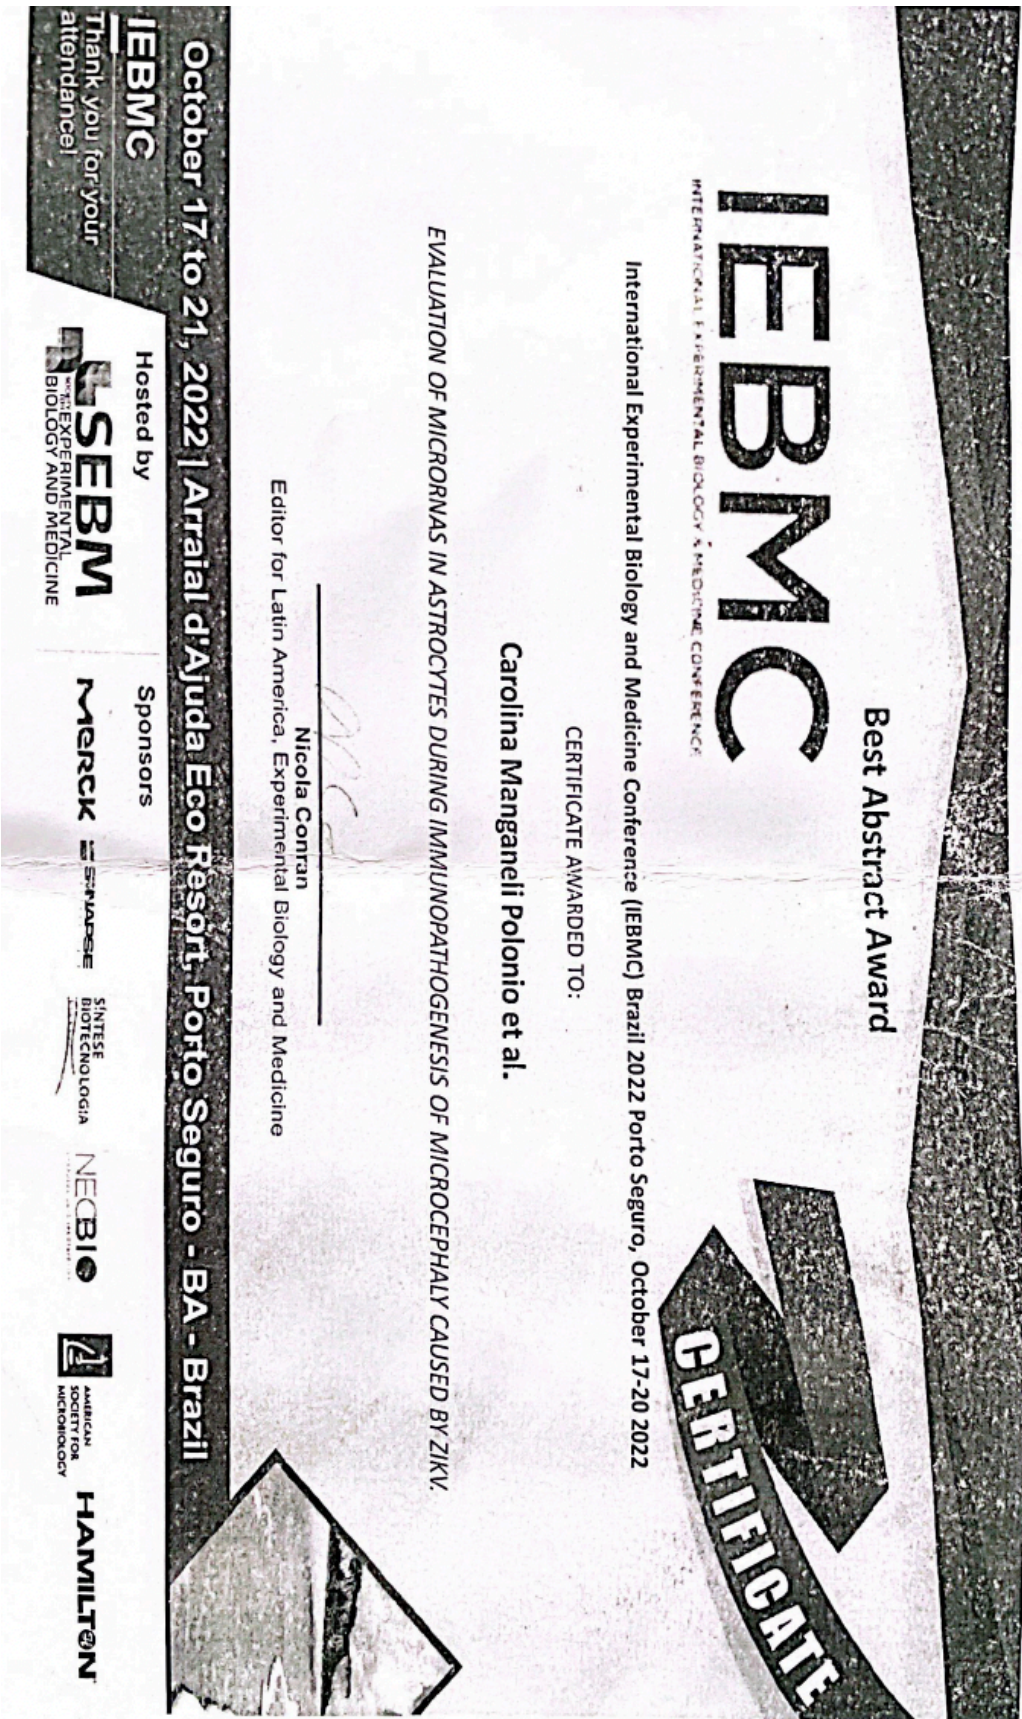 Best Abstract Award
CERTIFICATE
IEBMC
INTERNATIONAL EXPERIMENTAL BIOLOGY & MEDICINE CONFERENCE
International Experimental Biology and Medicine Conference (IEBMC) Brazil 2022 Porto Seguro, October 17-20 2022
CERTIFICATE AWARDED TO:
Carolina Manganeli Polonio et al.
EVALUATION OF MICRORNAS IN ASTROCYTES DURING IMMUNOPATHOGENESIS OF MICROCEPHALY CAUSED BY ZIKV.
Nicola Conran
Editor for Latin America, Experimental Biology and Medicine
October 17 to 21, 2022 | Arraial d'Ajuda Eco Resort, Porto Seguro - BA - Brazil
IEBMC
Thank you for your
attendance!
Hosted by
SEBM
EXPERIMENTAL
BIOLOGY AND MEDICINE
Sponsors
MERCK
SYNAPSE
SÍNTESE
BIOTECNOLOGIA
NEOBIO
AMERICAN
SOCIETY FOR
MICROBIOLOGY
HAMILTON